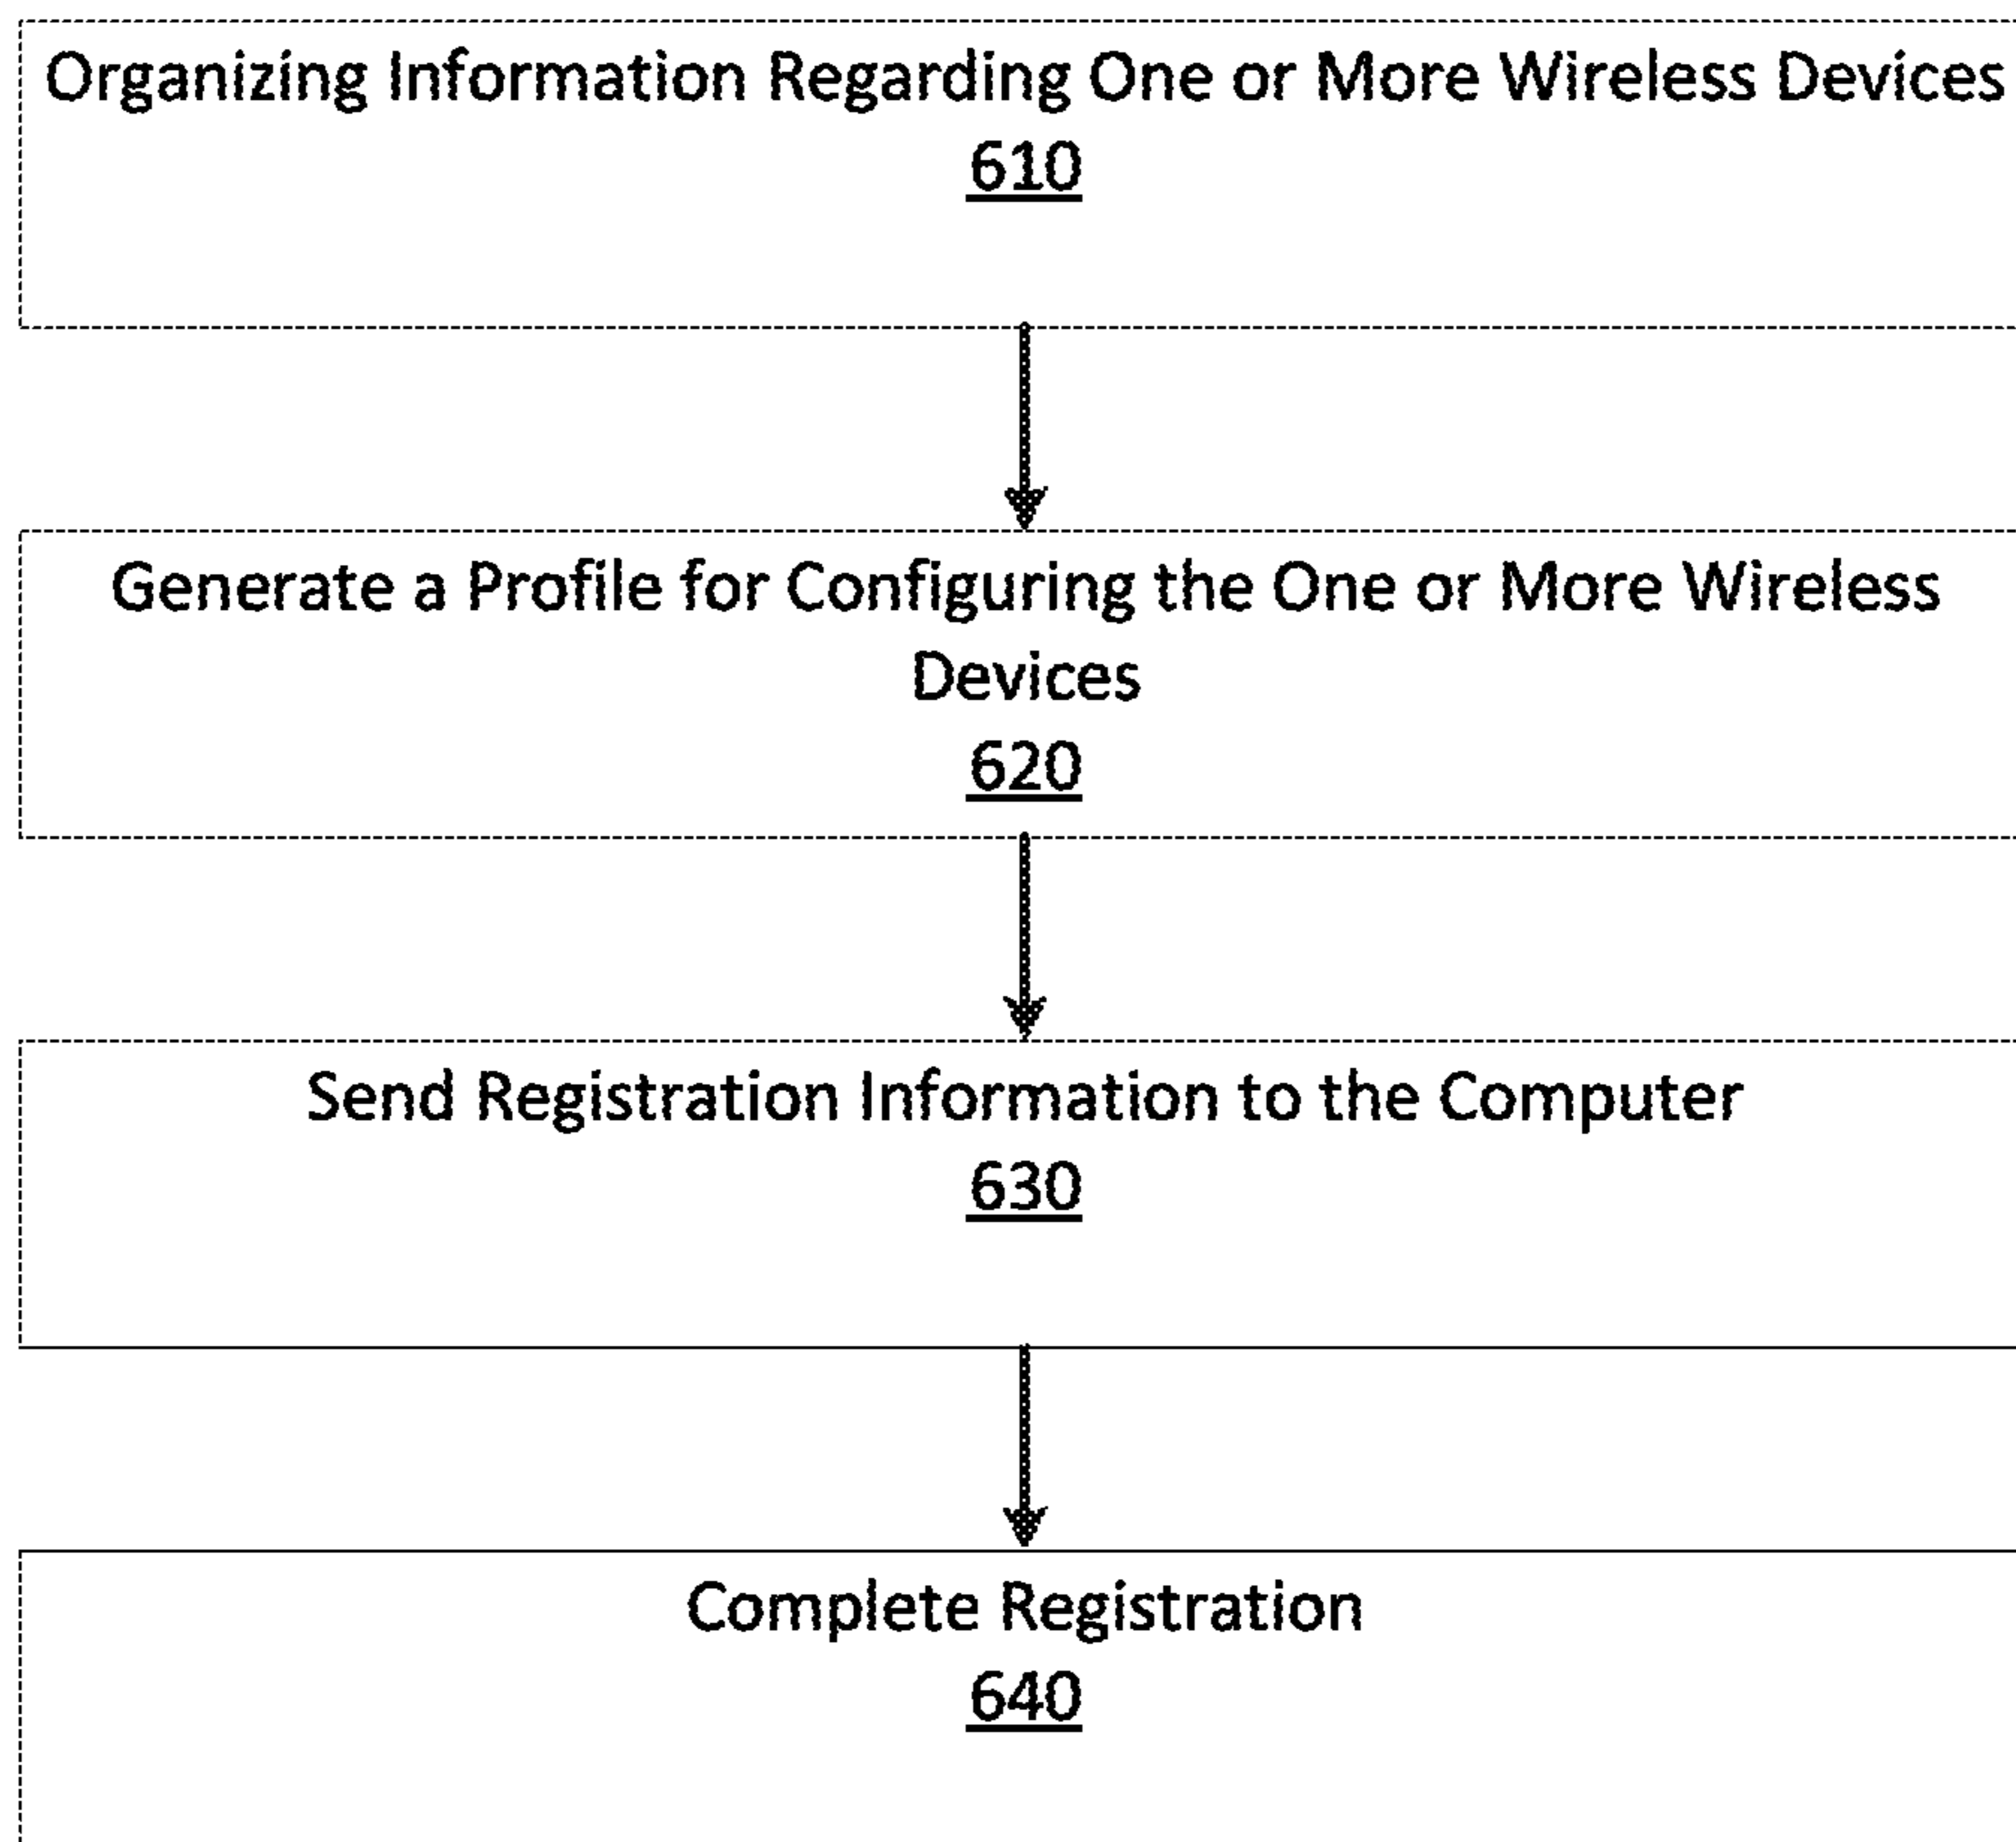 Organizing Information Regarding One or More Wireless Devices
610
Generate a Profile for Configuring the One or More Wireless
Devices
620
Send Registration Information to the Computer
630
Complete Registration
640